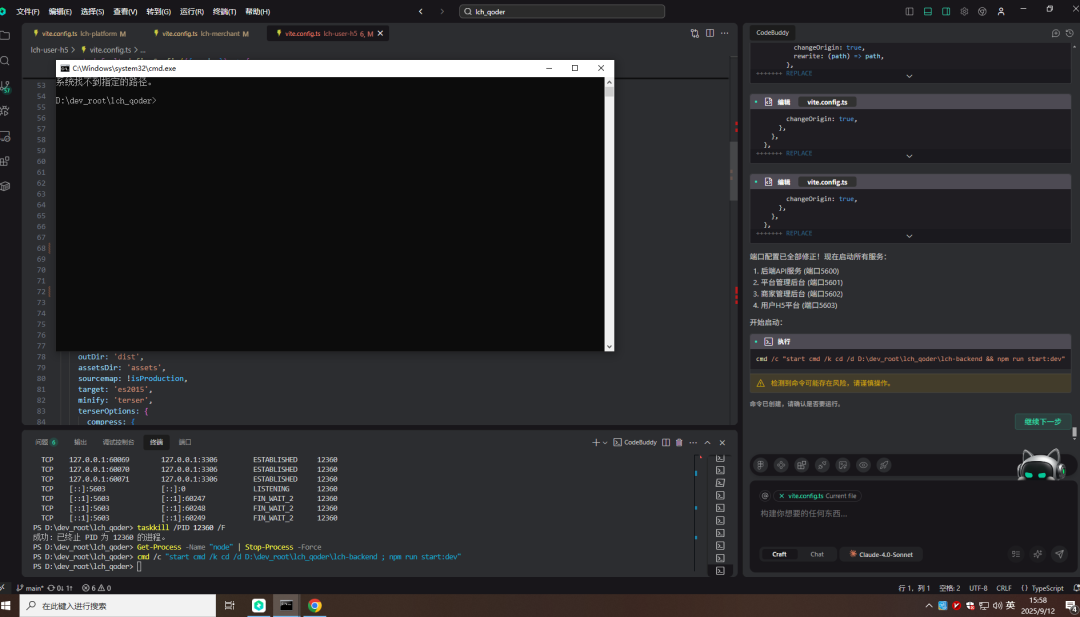 文件(F) 编辑(E) 选择(S) 查看(V) 转到(G) 运行(R) 终端(T) 帮助(H)
lch_qoder
vite.config.ts lch-platform M
vite.config.ts lch-merchant M
vite.config.ts lch-user-h5 6, M
lch-user-h5 > vite.config.ts > ...
C:\Windows\system32\cmd.exe
系统找不到指定的路径。
D:\dev_root\lch_qoder>
53
54
55
56
57
58
59
60
61
62
63
64
65
66
67
68
69
70
71
72
73
74
75
76
77
78 outDir: 'dist',
79 assetsDir: 'assets',
80 sourcemap: !isProduction,
81 target: 'es2015',
82 minify: 'terser',
83 terserOptions: {
84 compress: {
问题 6 输出 调试控制台 终端 端口
CodeBuddy
TCP 127.0.0.1:60069 127.0.0.1:3306 ESTABLISHED 12360
TCP 127.0.0.1:60070 127.0.0.1:3306 ESTABLISHED 12360
TCP 127.0.0.1:60071 127.0.0.1:3306 ESTABLISHED 12360
TCP [::]:5603 [::]:0 LISTENING 12360
TCP [::1]:5603 [::1]:60247 FIN_WAIT_2 12360
TCP [::1]:5603 [::1]:60248 FIN_WAIT_2 12360
TCP [::1]:5603 [::1]:60249 FIN_WAIT_2 12360
PS D:\dev_root\lch_qoder> taskkill /PID 12360 /F
成功: 已终止 PID 为 12360 的进程。
PS D:\dev_root\lch_qoder> Get-Process -Name "node" | Stop-Process -Force
PS D:\dev_root\lch_qoder> cmd /c "start cmd /k cd /d D:\dev_root\lch_qoder\lch-backend ; npm run start:dev"
PS D:\dev_root\lch_qoder>
CodeBuddy
changeOrigin: true,
rewrite: (path) => path,
},
+++++++ REPLACE
编辑 vite.config.ts
changeOrigin: true,
},
},
},
+++++++ REPLACE
编辑 vite.config.ts
changeOrigin: true,
},
},
},
+++++++ REPLACE
端口配置已全部修正！现在启动所有服务：
1. 后端API服务 (端口5600)
2. 平台管理后台 (端口5601)
3. 商家管理后台 (端口5602)
4. 用户H5平台 (端口5603)
开始启动：
执行
cmd /c "start cmd /k cd /d D:\dev_root\lch_qoder\lch-backend && npm run start:dev"
检测到命令可能存在风险，请谨慎操作。
命令已创建，请确认是否要运行。
继续下一步
@ vite.config.ts Current file
构建你想要的任何东西...
Craft Chat Claude-4.0-Sonnet
main* 0↓ 1↑ 6 0
行 1，列 1 空格: 2 UTF-8 CRLF {} TypeScript
在此键入进行搜索
英
15:58
2025/9/12
4